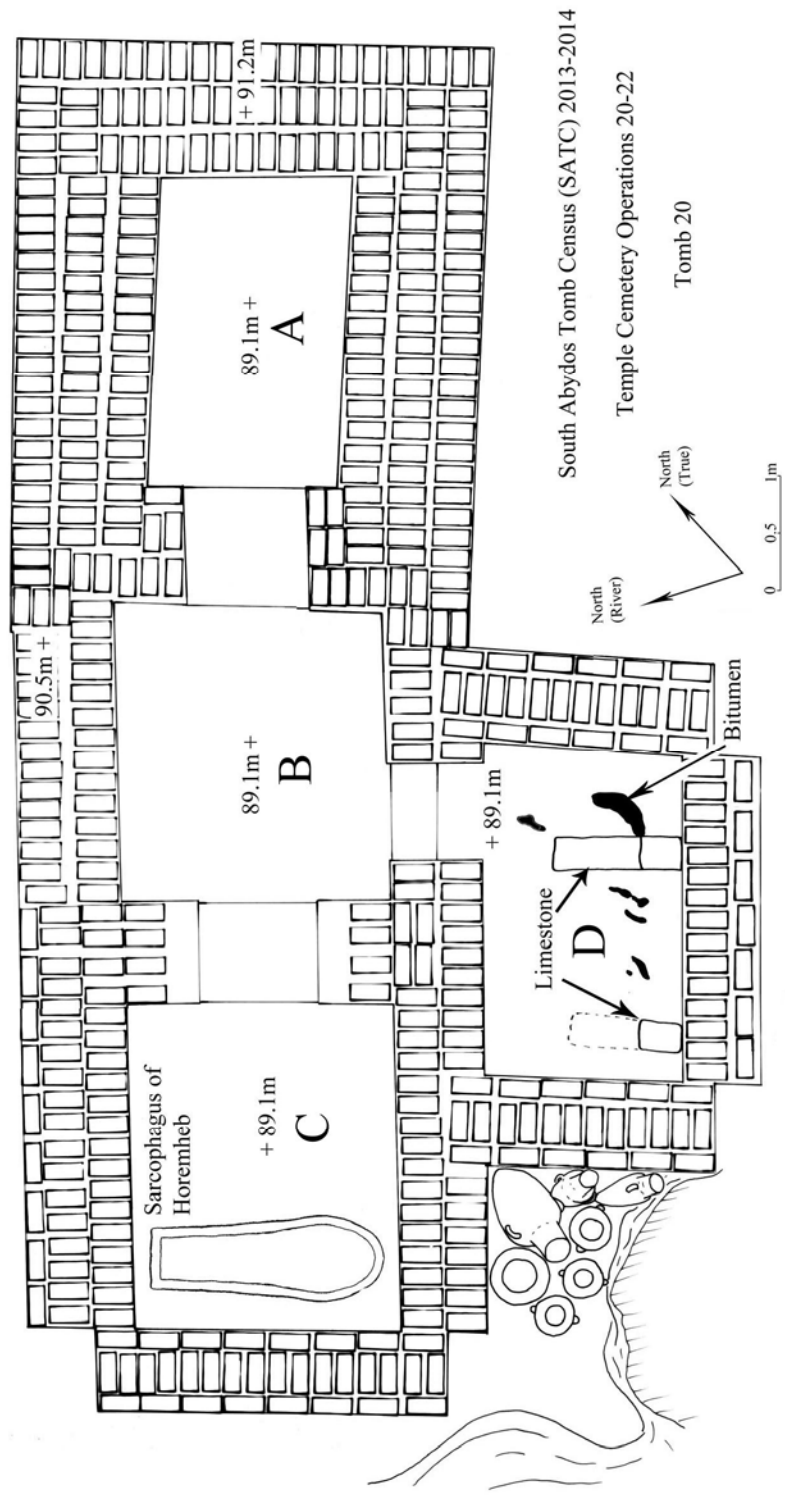 South Abydos Tomb Census (SATC) 2013-2014
Temple Cemetery Operations 20-22
Tomb 20
+ 91.2m
89.1m +
A
90.5m +
89.1m +
B
Sarcophagus of
Horemheb
+ 89.1m
C
+ 89.1m
D
Limestone
Bitumen
North
(River)
North
(True)
0
0.5
1m